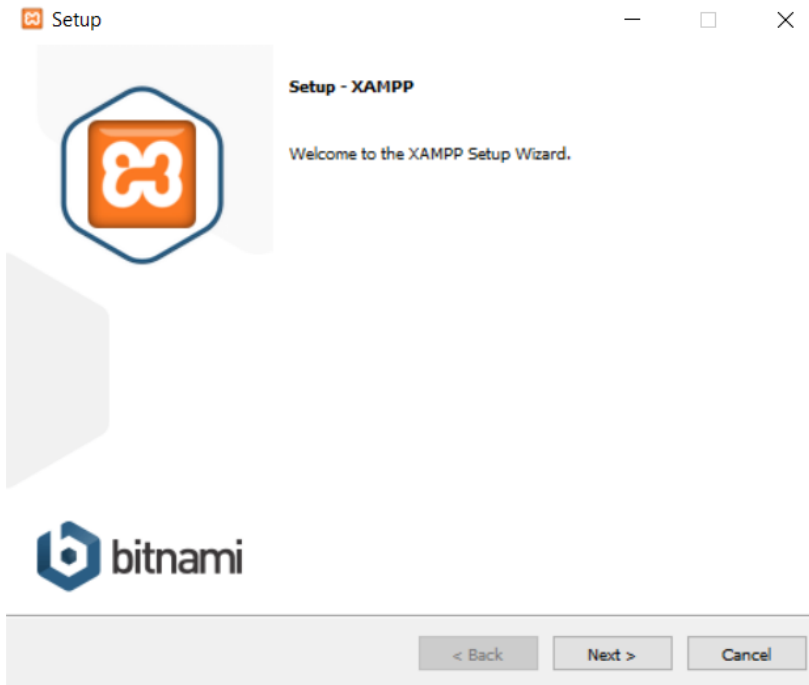 Setup
Setup - XAMPP
Welcome to the XAMPP Setup Wizard.
bitnami
< Back
Next >
Cancel